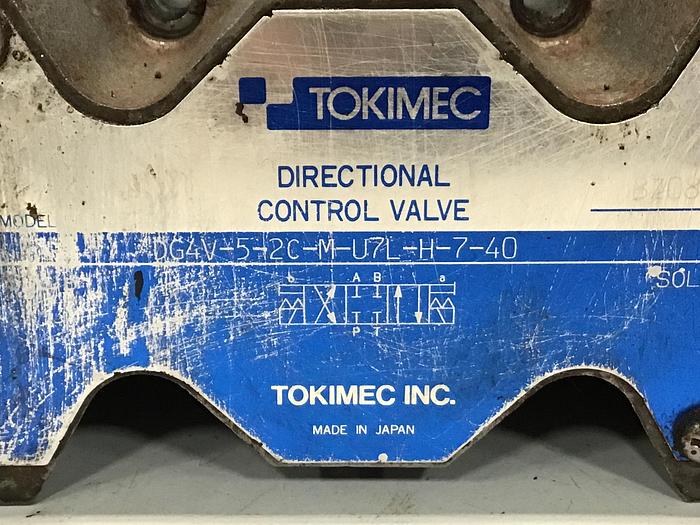 TOKIMEC
DIRECTIONAL
CONTROL VALVE
MODEL
DG4V-5-2C-M-U7L-H-7-40
b A B a
P T
SOL
TOKIMEC INC.
MADE IN JAPAN